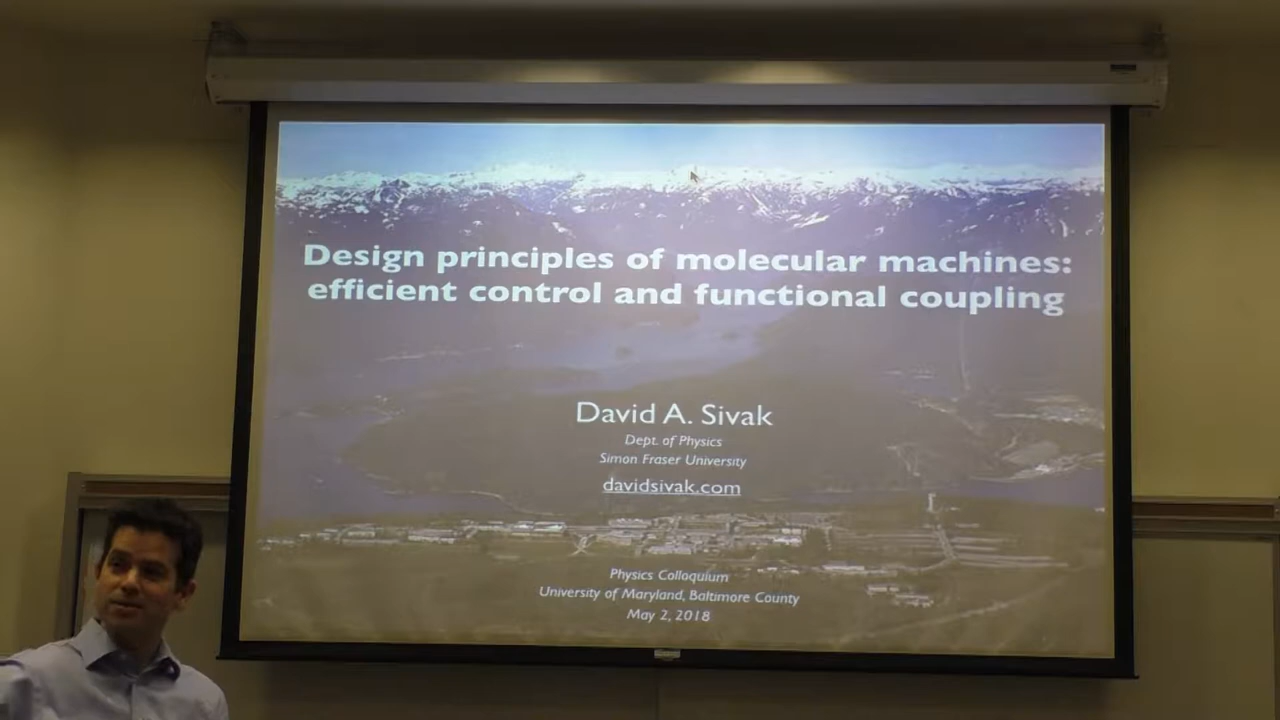 Design principles of molecular machines:
efficient control and functional coupling
David A. Sivak
Dept. of Physics
Simon Fraser University
davidsivak.com
Physics Colloquium
University of Maryland, Baltimore County
May 2, 2018